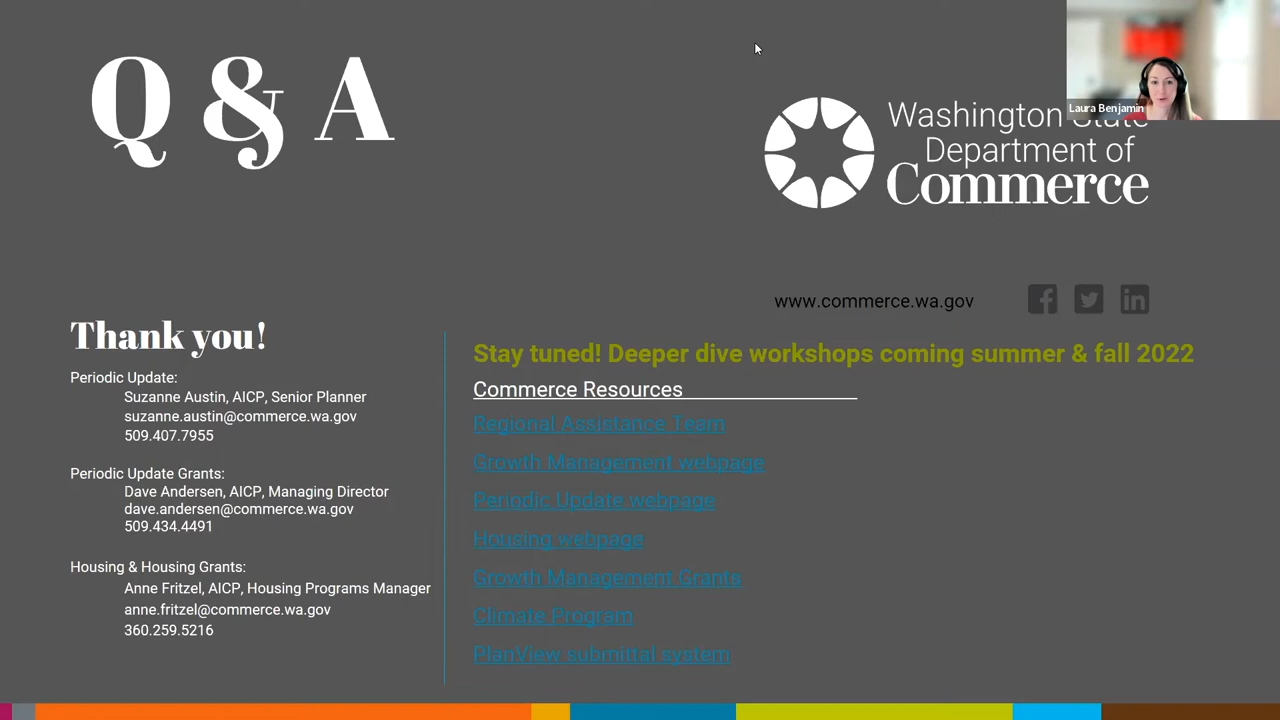 Q & A
Laura Benjamin
Washington State
Department of
Commerce
www.commerce.wa.gov
Thank you!
Periodic Update:
Suzanne Austin, AICP, Senior Planner
suzanne.austin@commerce.wa.gov
509.407.7955
Periodic Update Grants:
Dave Andersen, AICP, Managing Director
dave.andersen@commerce.wa.gov
509.434.4491
Housing & Housing Grants:
Anne Fritzel, AICP, Housing Programs Manager
anne.fritzel@commerce.wa.gov
360.259.5216
Stay tuned! Deeper dive workshops coming summer & fall 2022
Commerce Resources
Regional Assistance Team
Growth Management webpage
Periodic Update webpage
Housing webpage
Growth Management Grants
Climate Program
PlanView submittal system